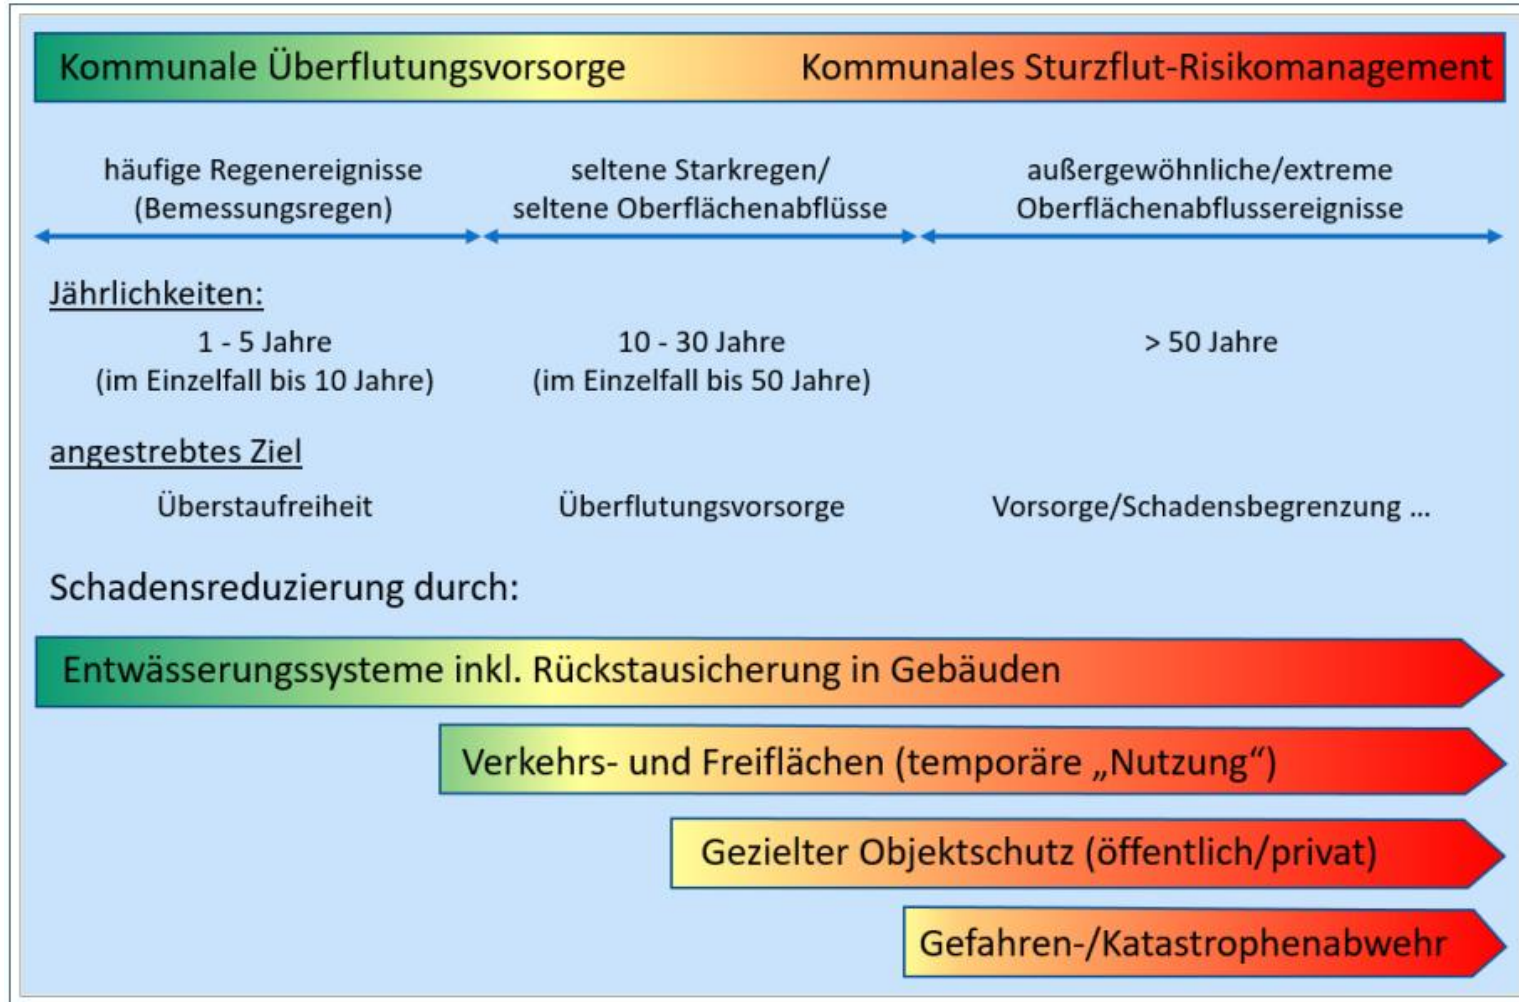 Kommunale Überflutungsvorsorge
Kommunales Sturzflut-Risikomanagement
häufige Regenereignisse
(Bemessungsregen)
seltene Starkregen/
seltene Oberflächenabflüsse
außergewöhnliche/extreme
Oberflächenabflussereignisse
Jährlichkeiten:
1 - 5 Jahre
(im Einzelfall bis 10 Jahre)
10 - 30 Jahre
(im Einzelfall bis 50 Jahre)
> 50 Jahre
angestrebtes Ziel
Überstaufreiheit
Überflutungsvorsorge
Vorsorge/Schadensbegrenzung ...
Schadensreduzierung durch:
Entwässerungssysteme inkl. Rückstausicherung in Gebäuden
Verkehrs- und Freiflächen (temporäre „Nutzung“)
Gezielter Objektschutz (öffentlich/privat)
Gefahren-/Katastrophenabwehr